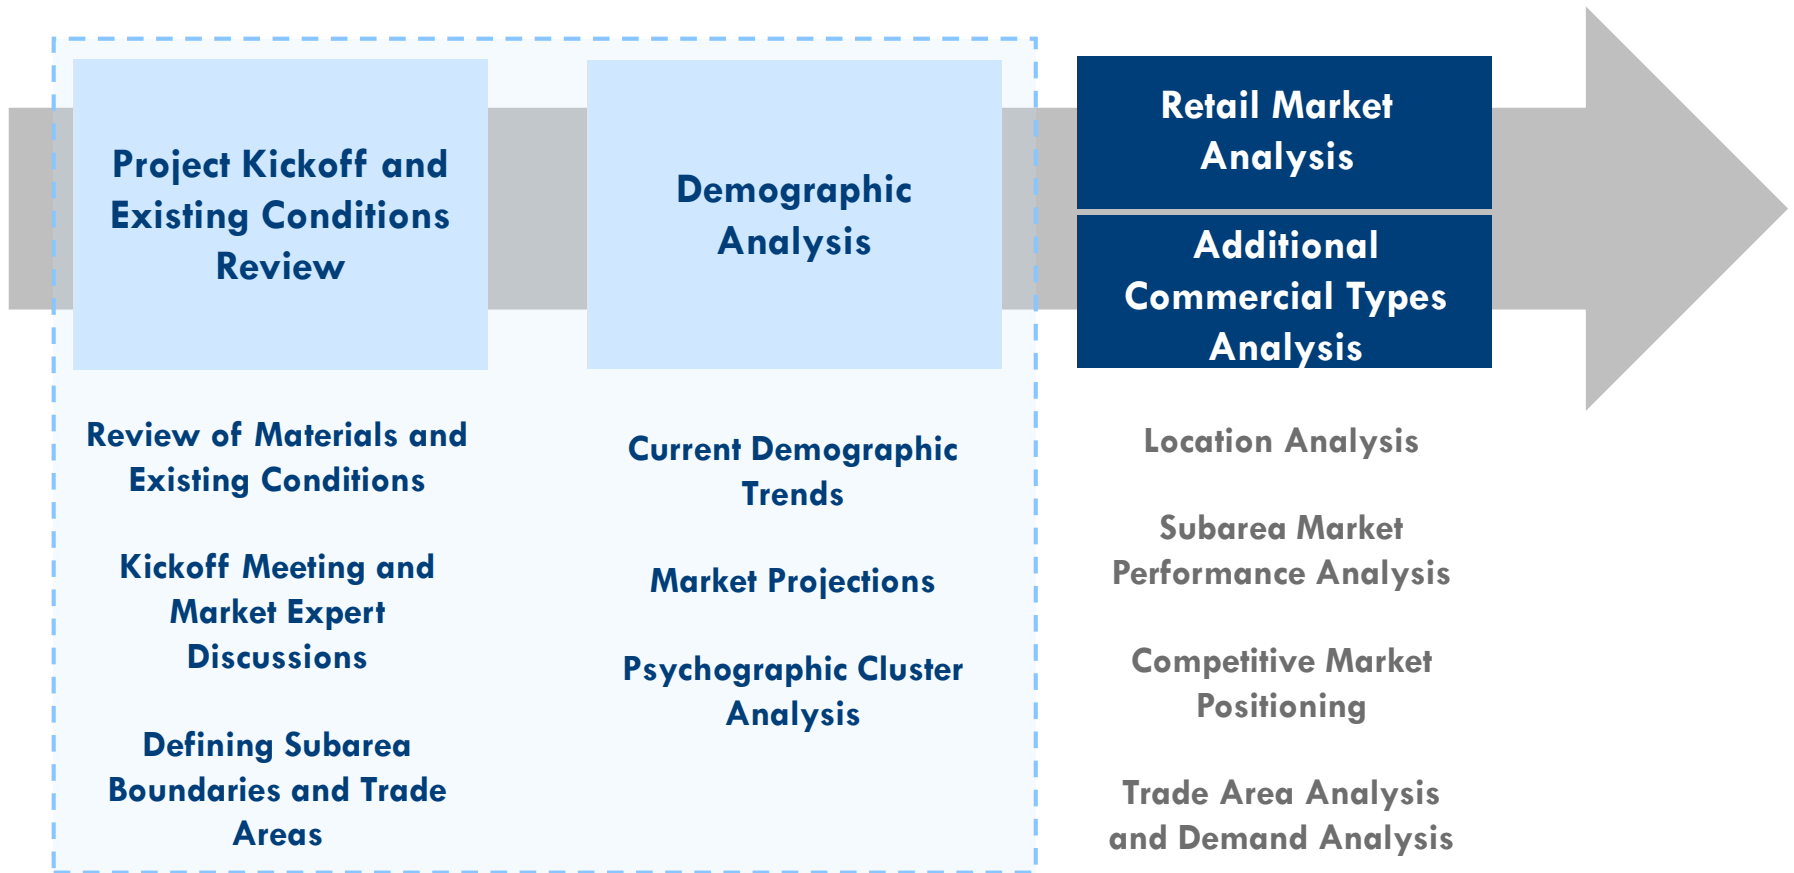 Project Kickoff and
Existing Conditions
Review
Review of Materials and
Existing Conditions
Kickoff Meeting and
Market Expert
Discussions
Defining Subarea
Boundaries and Trade
Areas
Demographic
Analysis
Current Demographic
Trends
Market Projections
Psychographic Cluster
Analysis
Retail Market
Analysis
Additional
Commercial Types
Analysis
Location Analysis
Subarea Market
Performance Analysis
Competitive Market
Positioning
Trade Area Analysis
and Demand Analysis